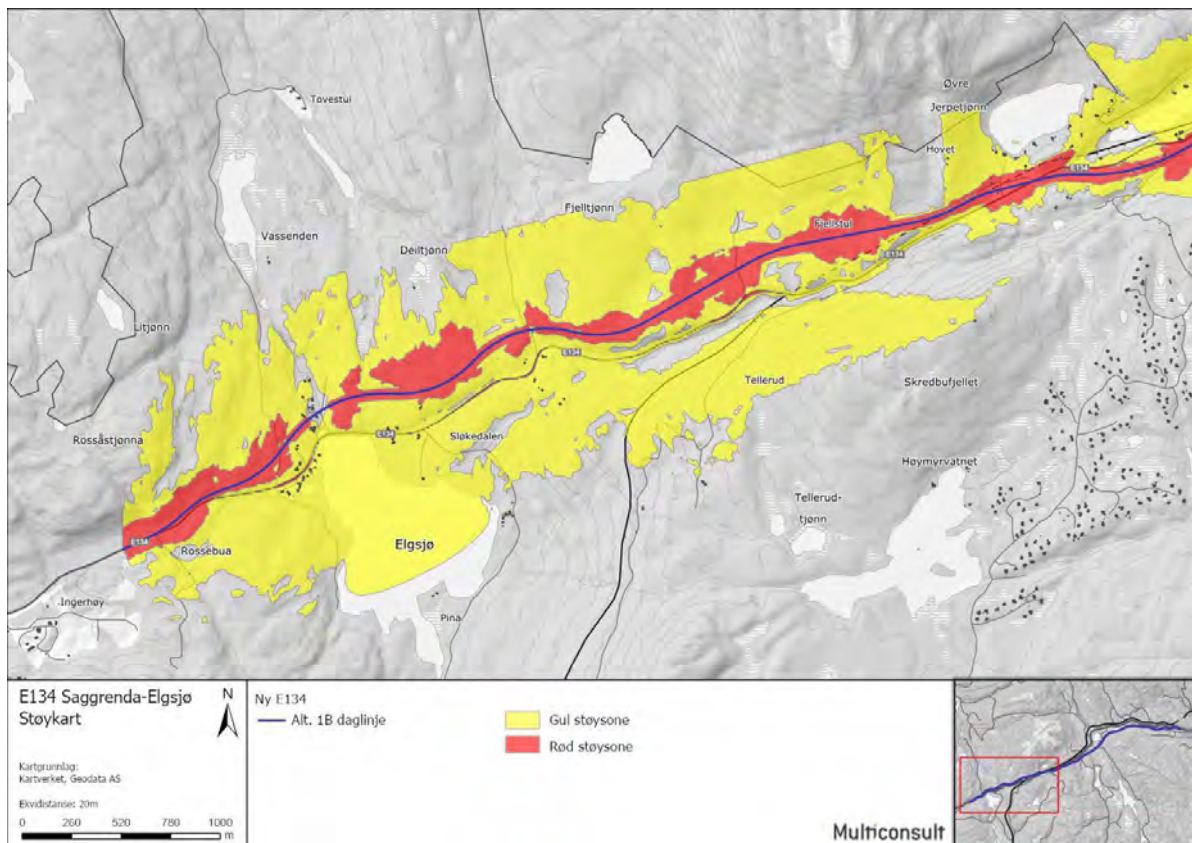 Tovestul
Øvre
Jerpetjønn
Hovet
E134
Fjelltjønn
Fjellstul
Vassenden
Deiltjønn
E134
Litjønn
E134
Tellerud
Skredbufjellet
Rossåstjønna
E134
Sløkedalen
Høymyrvatnet
Tellerud-
tjønn
E134
Rossebua
Elgsjø
Ingerhøy
Pina
E134 Saggrenda-Elgsjø
Støykart
N
Kartgrunnlag:
Kartverket, Geodata AS
Ekvidistanse: 20m
0 260 520 780 1000
m
Ny E134
Alt. 1B daglinje
Gul støysone
Rød støysone
Multiconsult